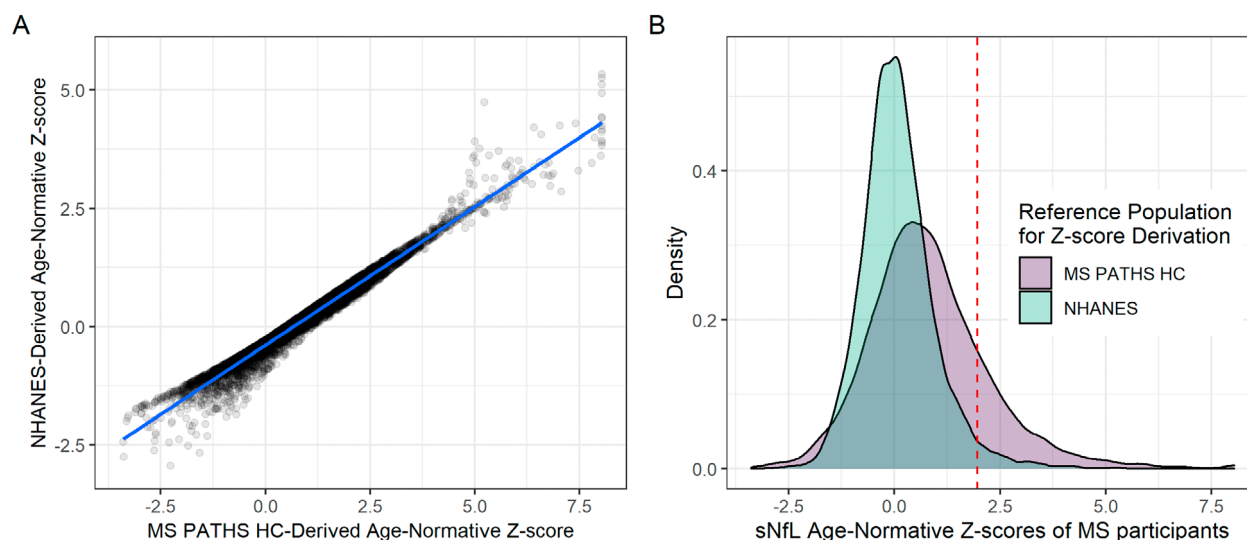 A
NHANES-Derived Age-Normative Z-score
5.0
2.5
0.0
-2.5
-2.5
0.0
2.5
5.0
7.5
MS PATHS HC-Derived Age-Normative Z-score
B
Density
0.4
0.2
0.0
-2.5
0.0
2.5
5.0
7.5
sNfL Age-Normative Z-scores of MS participants
Reference Population
for Z-score Derivation
MS PATHS HC
NHANES